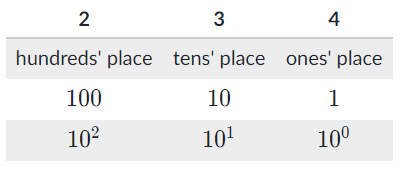 2 3 4
hundreds' place tens' place ones' place
100 10 1
10² 10¹ 10⁰